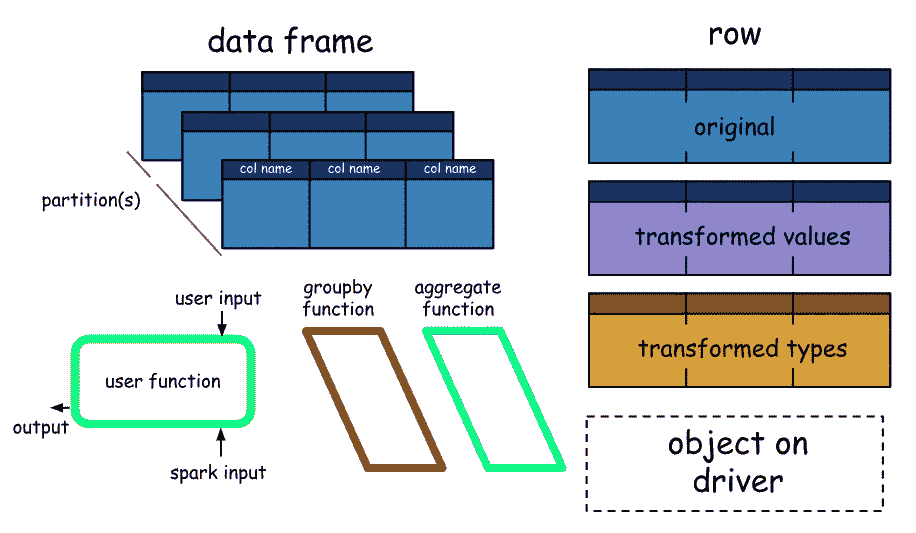 data frame
col name
col name
col name
partition(s)
row
original
transformed values
transformed types
object on
driver
user input
user function
output
spark input
groupby
function
aggregate
function